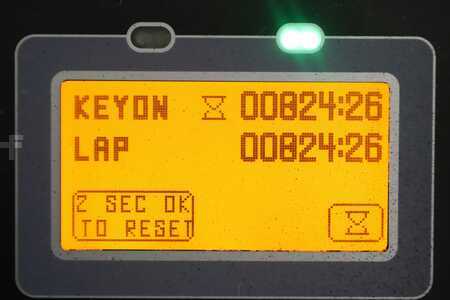 KEYON 00824:26
LAP 00824:26
2 SEC OK
TO RESET